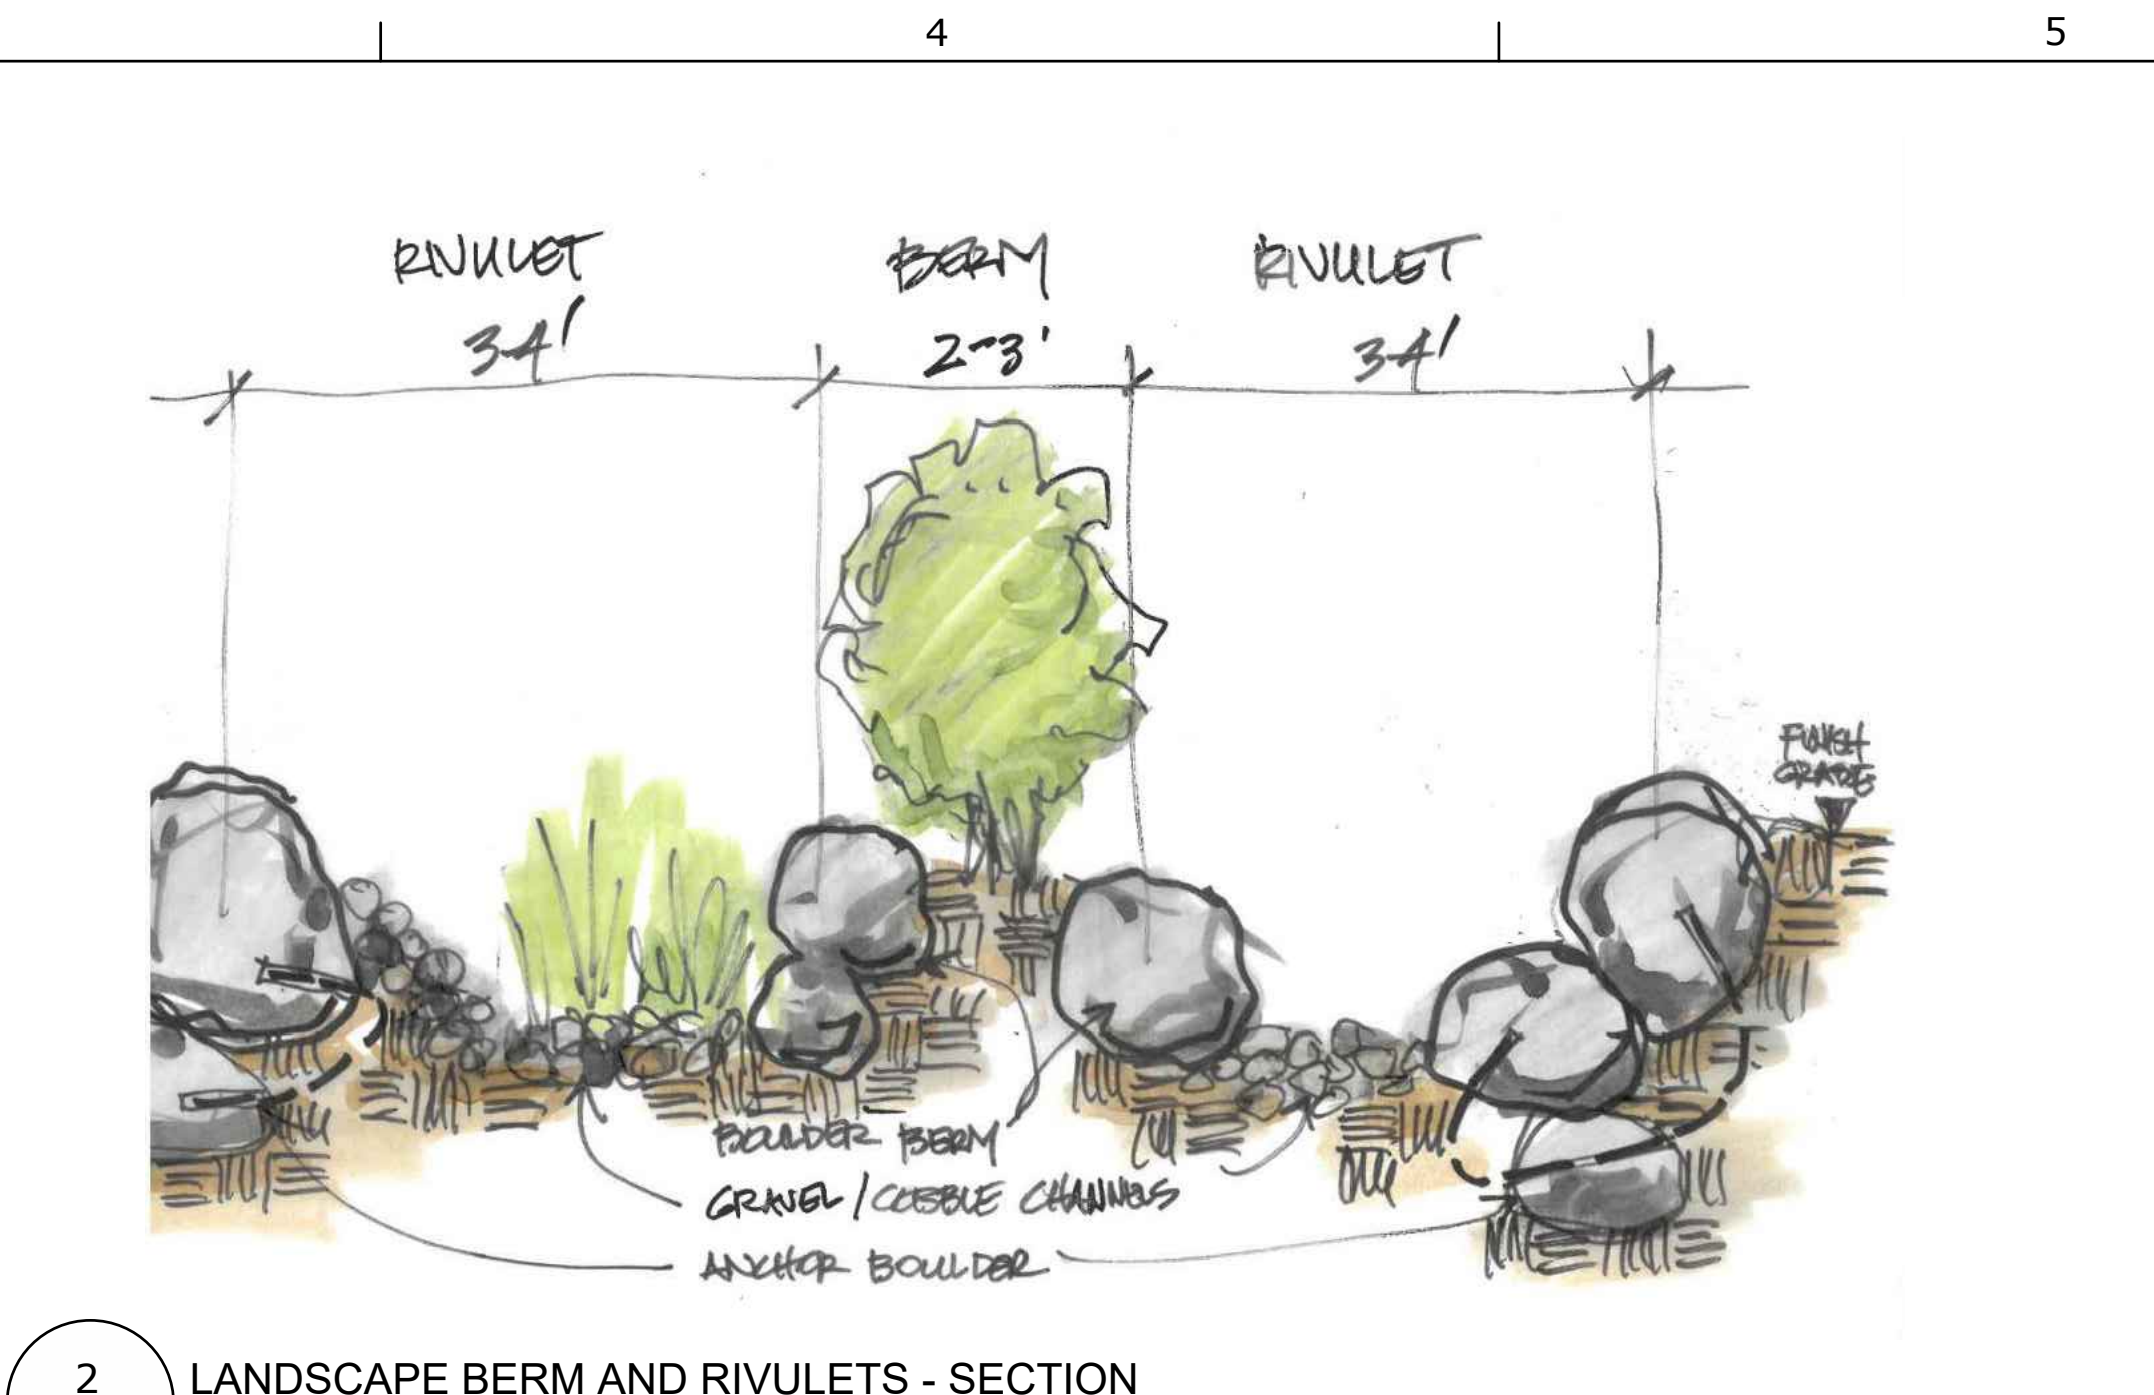 4
5
RIVULET
BERM
RIVULET
3-4'
2-3'
3-4'
FINISH
GRADE
BOULDER BERM
GRAVEL / COBBLE CHANNELS
ANCHOR BOULDER
2
LANDSCAPE BERM AND RIVULETS - SECTION